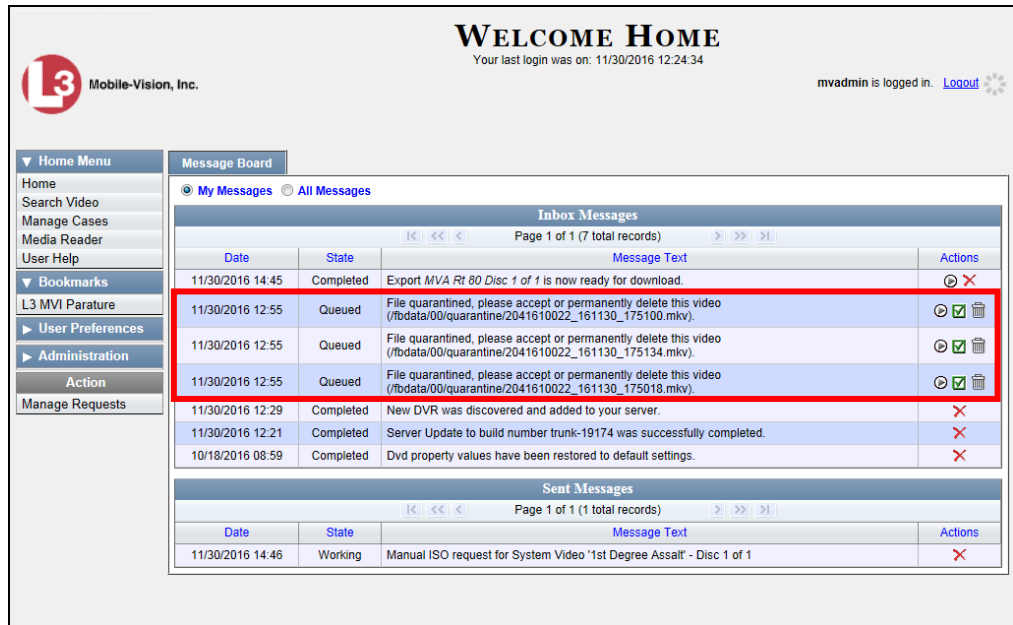 WELCOME HOME
Your last login was on: 11/30/2016 12:24:34
L3 Mobile-Vision, Inc.
mvadmin is logged in. Logout
▼ Home Menu
Home
Search Video
Manage Cases
Media Reader
User Help
▼ Bookmarks
L3 MVI Parature
► User Preferences
► Administration
Action
Manage Requests
Message Board
My Messages All Messages
Inbox Messages
|< << < Page 1 of 1 (7 total records) > >> >|
Date State Message Text Actions
11/30/2016 14:45 Completed Export MVA Rt 80 Disc 1 of 1 is now ready for download.
11/30/2016 12:55 Queued File quarantined, please accept or permanently delete this video
(/fbdata/00/quarantine/2041610022_161130_175100.mkv).
11/30/2016 12:55 Queued File quarantined, please accept or permanently delete this video
(/fbdata/00/quarantine/2041610022_161130_175134.mkv).
11/30/2016 12:55 Queued File quarantined, please accept or permanently delete this video
(/fbdata/00/quarantine/2041610022_161130_175018.mkv).
11/30/2016 12:29 Completed New DVR was discovered and added to your server.
11/30/2016 12:21 Completed Server Update to build number trunk-19174 was successfully completed.
10/18/2016 08:59 Completed Dvd property values have been restored to default settings.
Sent Messages
|< << < Page 1 of 1 (1 total records) > >> >|
Date State Message Text Actions
11/30/2016 14:46 Working Manual ISO request for System Video '1st Degree Assalt' - Disc 1 of 1